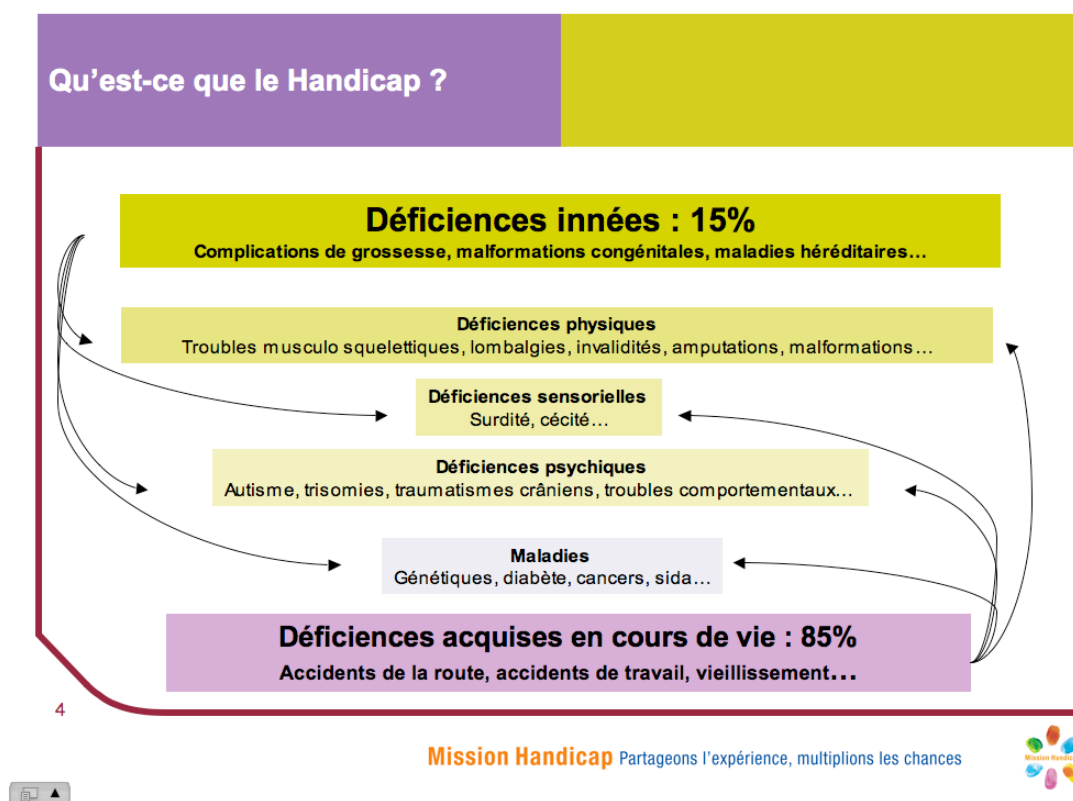 Qu’est-ce que le Handicap ?
Déficiences innées : 15%
Complications de grossesse, malformations congénitales, maladies héréditaires…
Déficiences physiques
Troubles musculo squelettiques, lombalgies, invalidités, amputations, malformations…
Déficiences sensorielles
Surdité, cécité…
Déficiences psychiques
Autisme, trisomies, traumatismes crâniens, troubles comportementaux…
Maladies
Génétiques, diabète, cancers, sida…
Déficiences acquises en cours de vie : 85%
Accidents de la route, accidents de travail, vieillissement…
4
Mission Handicap Partageons l’expérience, multiplions les chances
Mission